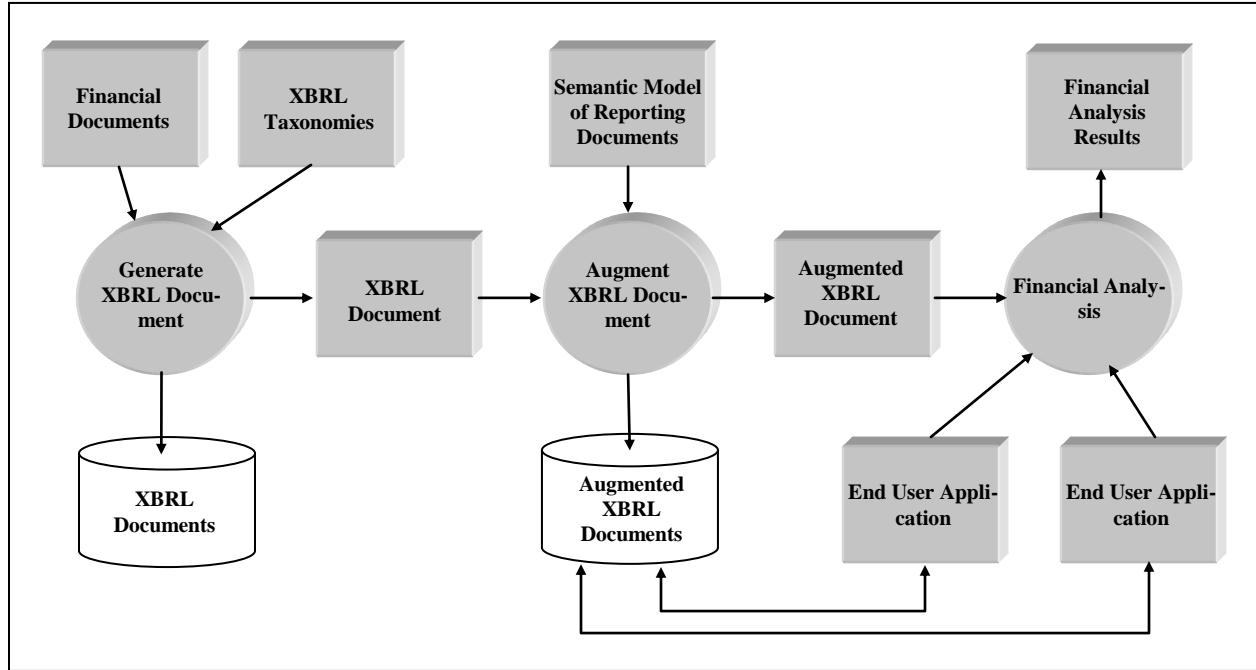 Financial
Documents
XBRL
Taxonomies
Semantic Model
of Reporting
Documents
Financial
Analysis
Results
Generate
XBRL Docu-
ment
XBRL
Document
Augment
XBRL Docu-
ment
Augmented
XBRL
Document
Financial Analy-
sis
XBRL
Documents
Augmented
XBRL
Documents
End User Appli-
cation
End User Appli-
cation